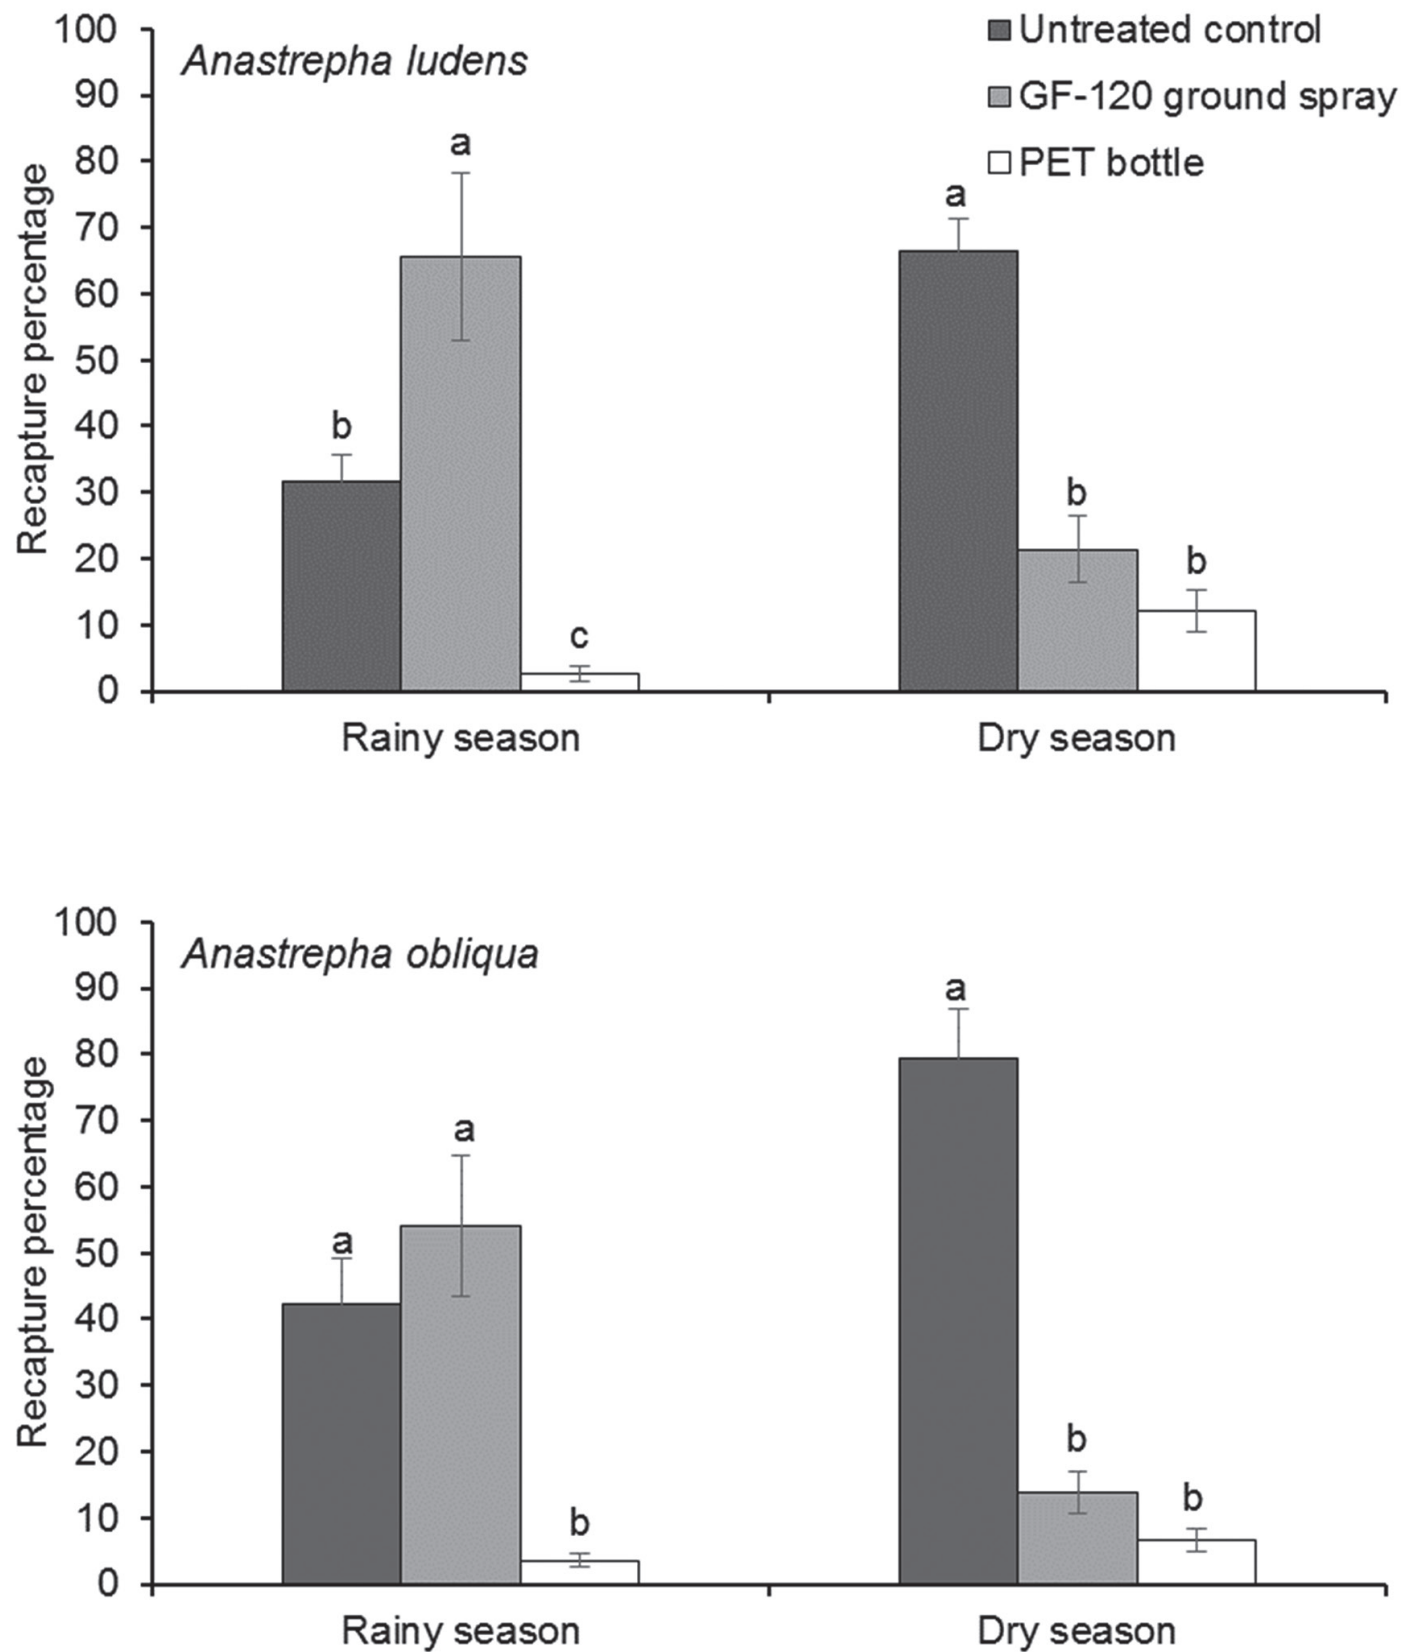 100
90
80
70
60
50
40
30
20
10
0
Recapture percentage
Anastrepha ludens
Untreated control
GF-120 ground spray
PET bottle
b
a
c
a
b
b
Rainy season
Dry season
100
90
80
70
60
50
40
30
20
10
0
Recapture percentage
Anastrepha obliqua
a
a
b
a
b
b
Rainy season
Dry season